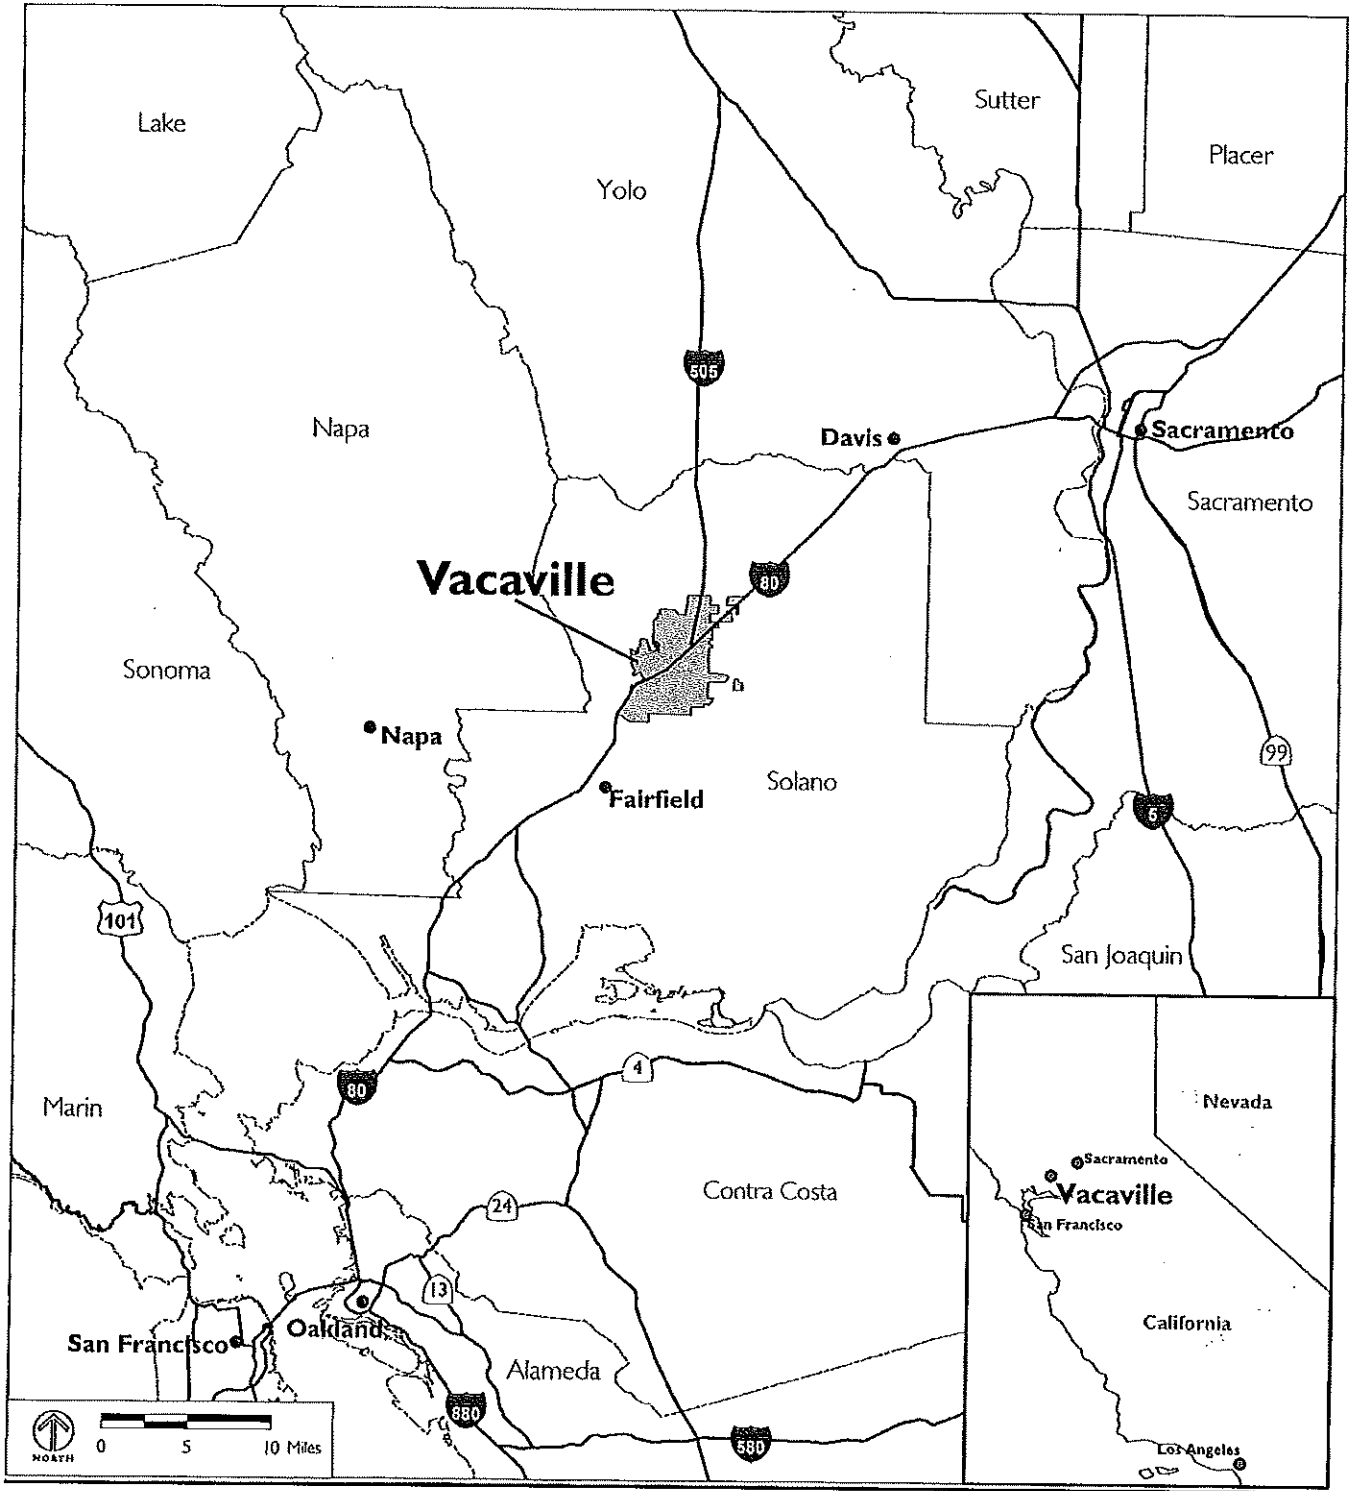 Lake
Sutter
Placer
Yolo
505
Napa
Davis
Sacramento
Sacramento
Vacaville
80
Sonoma
Napa
99
Solano
Fairfield
5
101
San Joaquin
4
80
Marin
Nevada
Sacramento
Vacaville
San Francisco
Contra Costa
24
13
California
San Francisco
Oakland
Alameda
880
580
NORTH
0 5 10 Miles
Los Angeles